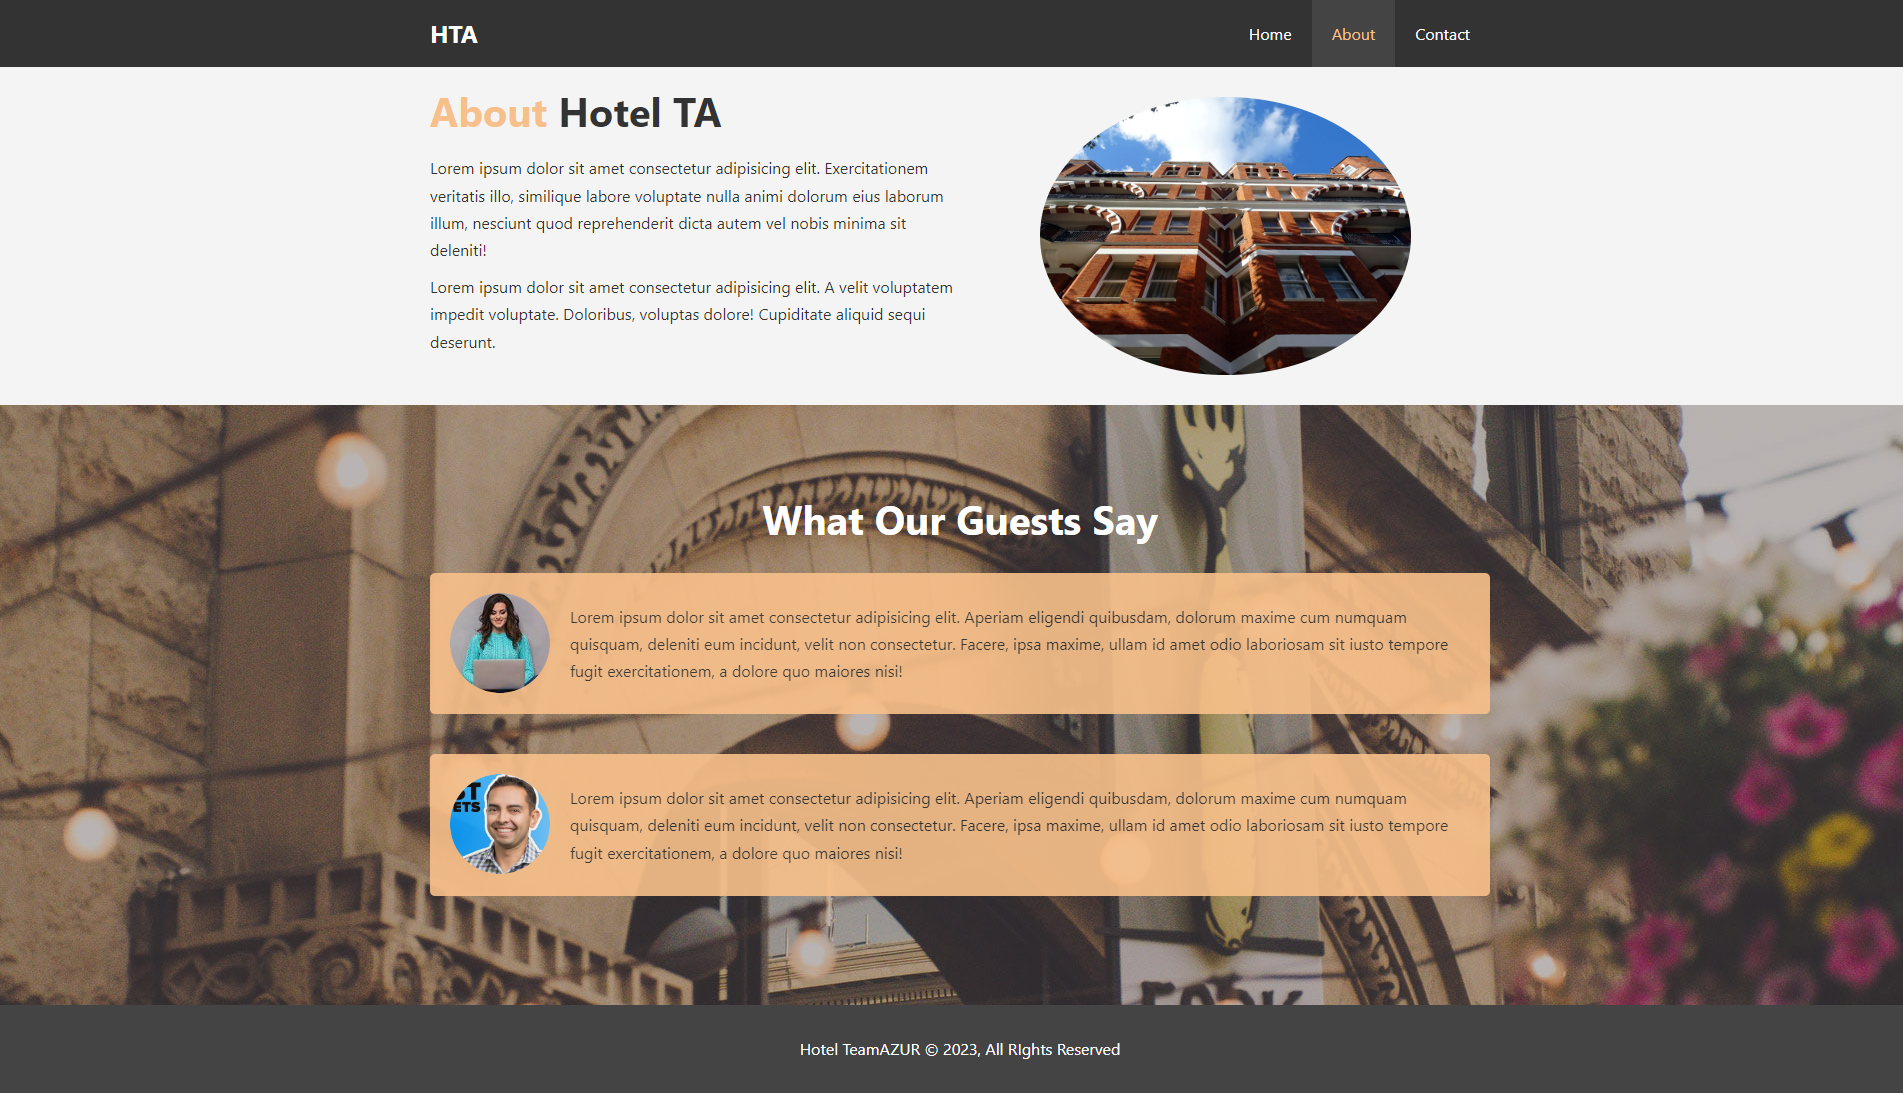 HTA
Home
About
Contact
About Hotel TA
Lorem ipsum dolor sit amet consectetur adipisicing elit. Exercitationem
veritatis illo, similique labore voluptate nulla animi dolorum eius laborum
illum, nesciunt quod reprehenderit dicta autem vel nobis minima sit
deleniti!
Lorem ipsum dolor sit amet consectetur adipisicing elit. A velit voluptatem
impedit voluptate. Doloribus, voluptas dolore! Cupiditate aliquid sequi
deserunt.
What Our Guests Say
Lorem ipsum dolor sit amet consectetur adipisicing elit. Aperiam eligendi quibusdam, dolorum maxime cum numquam
quisquam, deleniti eum incidunt, velit non consectetur. Facere, ipsa maxime, ullam id amet odio laboriosam sit iusto tempore
fugit exercitationem, a dolore quo maiores nisi!
ETS
Lorem ipsum dolor sit amet consectetur adipisicing elit. Aperiam eligendi quibusdam, dolorum maxime cum numquam
quisquam, deleniti eum incidunt, velit non consectetur. Facere, ipsa maxime, ullam id amet odio laboriosam sit iusto tempore
fugit exercitationem, a dolore quo maiores nisi!
Hotel TeamAZUR © 2023, All RIghts Reserved